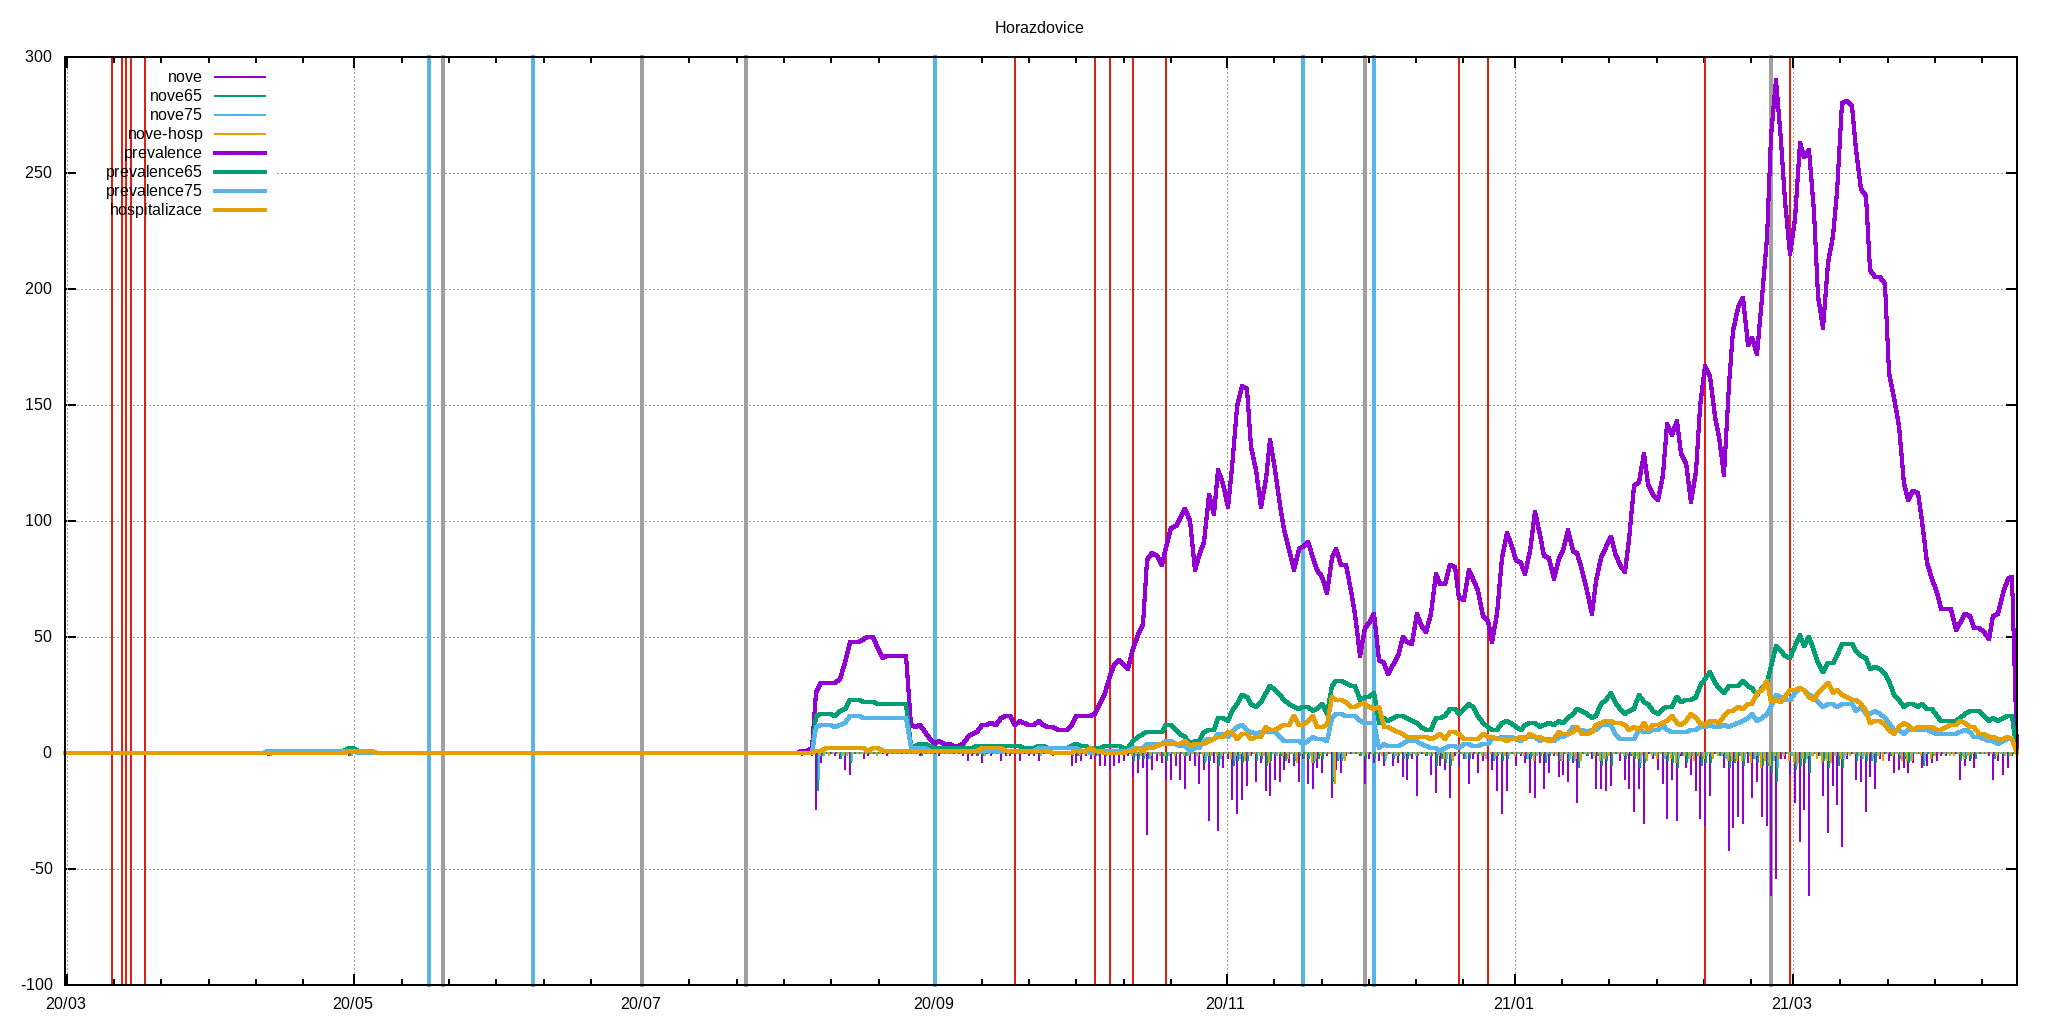 Horazdovice
300
250
200
150
100
50
0
-50
-100
nove
nove65
nove75
nove-hosp
prevalence
prevalence65
prevalence75
hospitalizace
20/03 20/05 20/07 20/09 20/11 21/01 21/03